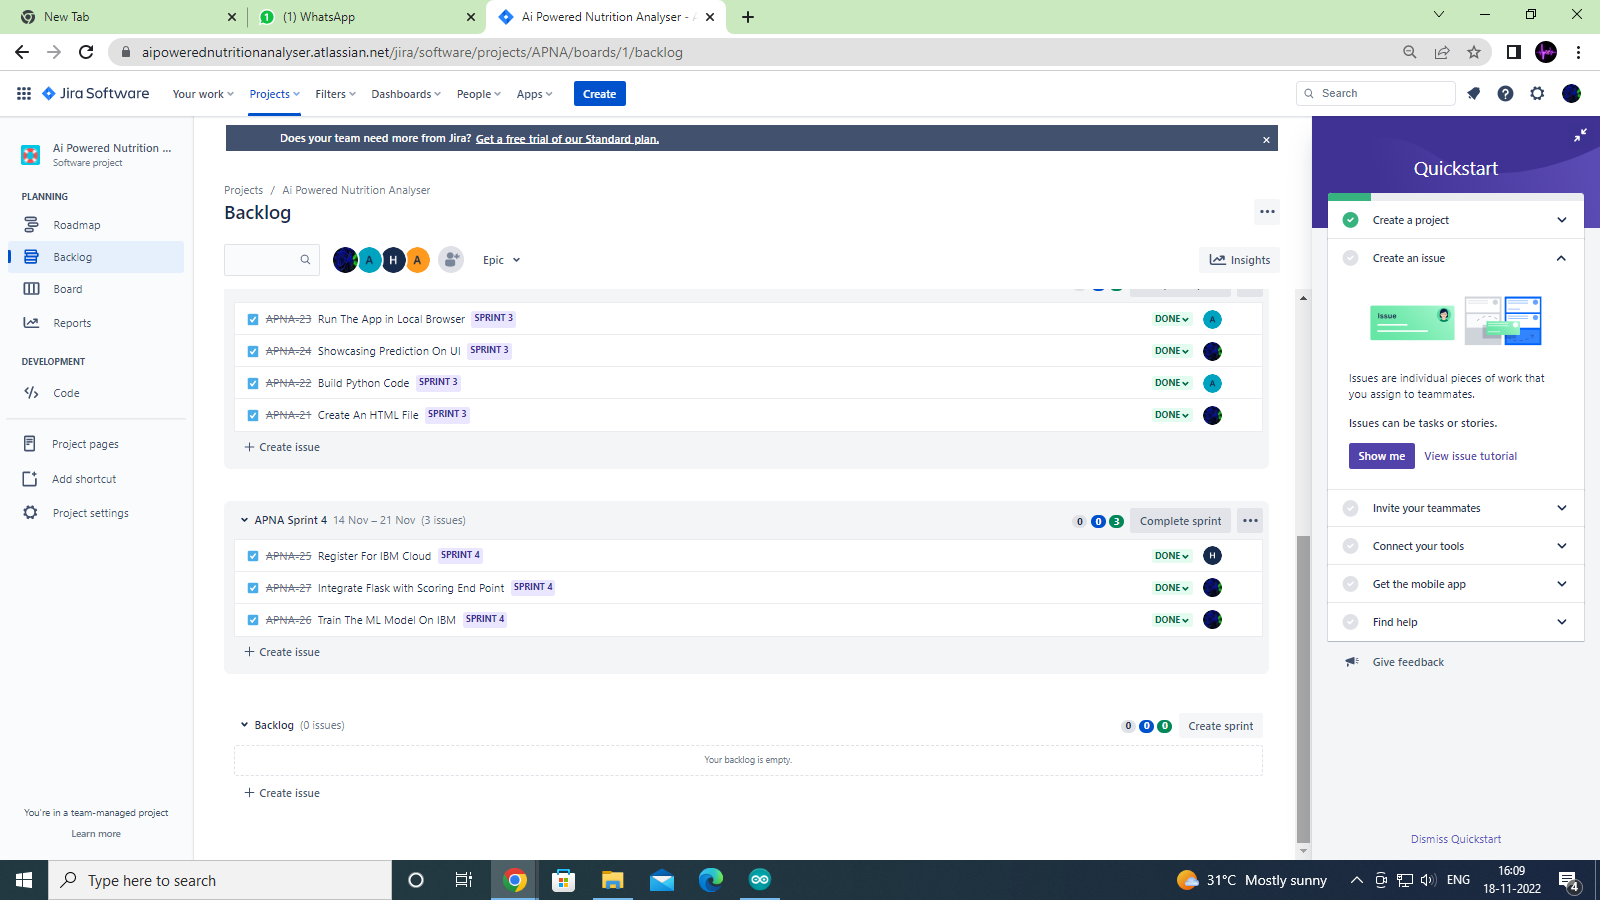 New Tab
(1) WhatsApp
Ai Powered Nutrition Analyser - A
aipowerednutritionanalyser.atlassian.net/jira/software/projects/APNA/boards/1/backlog
Jira Software
Your work
Projects
Filters
Dashboards
People
Apps
Create
Search
Does your team need more from Jira? Get a free trial of our Standard plan.
Ai Powered Nutrition ...
Software project
PLANNING
Roadmap
Backlog
Board
Reports
DEVELOPMENT
Code
Project pages
Add shortcut
Project settings
You're in a team-managed project
Learn more
Projects / Ai Powered Nutrition Analyser
Backlog
A H A
Epic
Insights
APNA-23 Run The App in Local Browser SPRINT 3 DONE A
APNA-24 Showcasing Prediction On UI SPRINT 3 DONE
APNA-22 Build Python Code SPRINT 3 DONE A
APNA-21 Create An HTML File SPRINT 3 DONE
+ Create issue
APNA Sprint 4 14 Nov – 21 Nov (3 issues) 0 0 3 Complete sprint
APNA-25 Register For IBM Cloud SPRINT 4 DONE H
APNA-27 Integrate Flask with Scoring End Point SPRINT 4 DONE
APNA-26 Train The ML Model On IBM SPRINT 4 DONE
+ Create issue
Backlog (0 issues) 0 0 0 Create sprint
Your backlog is empty.
+ Create issue
Quickstart
Create a project
Create an issue
Issue
Issues are individual pieces of work that
you assign to teammates.
Issues can be tasks or stories.
Show me View issue tutorial
Invite your teammates
Connect your tools
Get the mobile app
Find help
Give feedback
Dismiss Quickstart
Type here to search
31°C Mostly sunny
ENG
16:09
18-11-2022
4